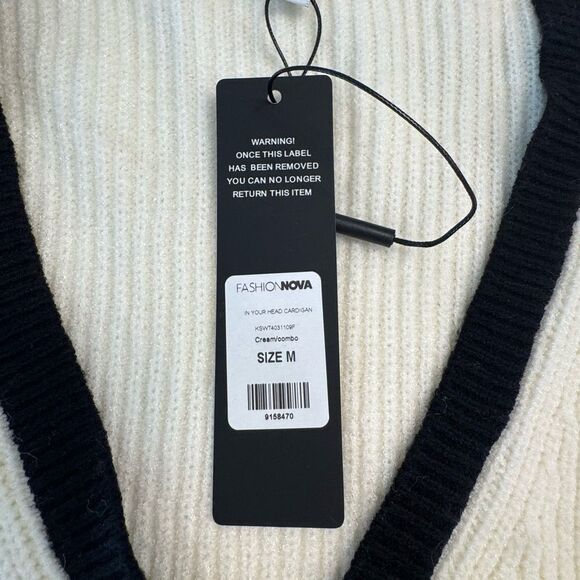 WARNING!
ONCE THIS LABEL
HAS BEEN REMOVED
YOU CAN NO LONGER
RETURN THIS ITEM
FASHIONNOVA
IN YOUR HEAD CARDIGAN
KSWT4031109F
Cream/combo
SIZE M
9158470